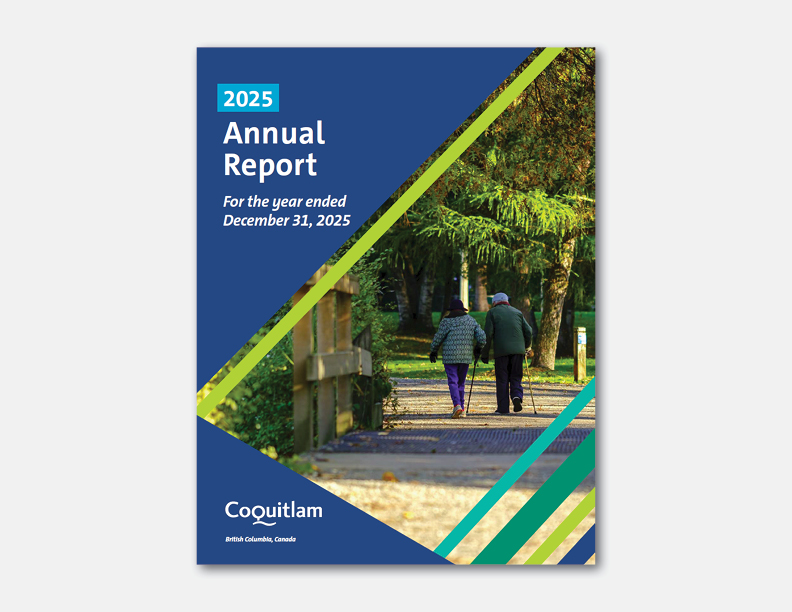 2025
Annual
Report
For the year ended
December 31, 2025
Coquitlam
British Columbia, Canada